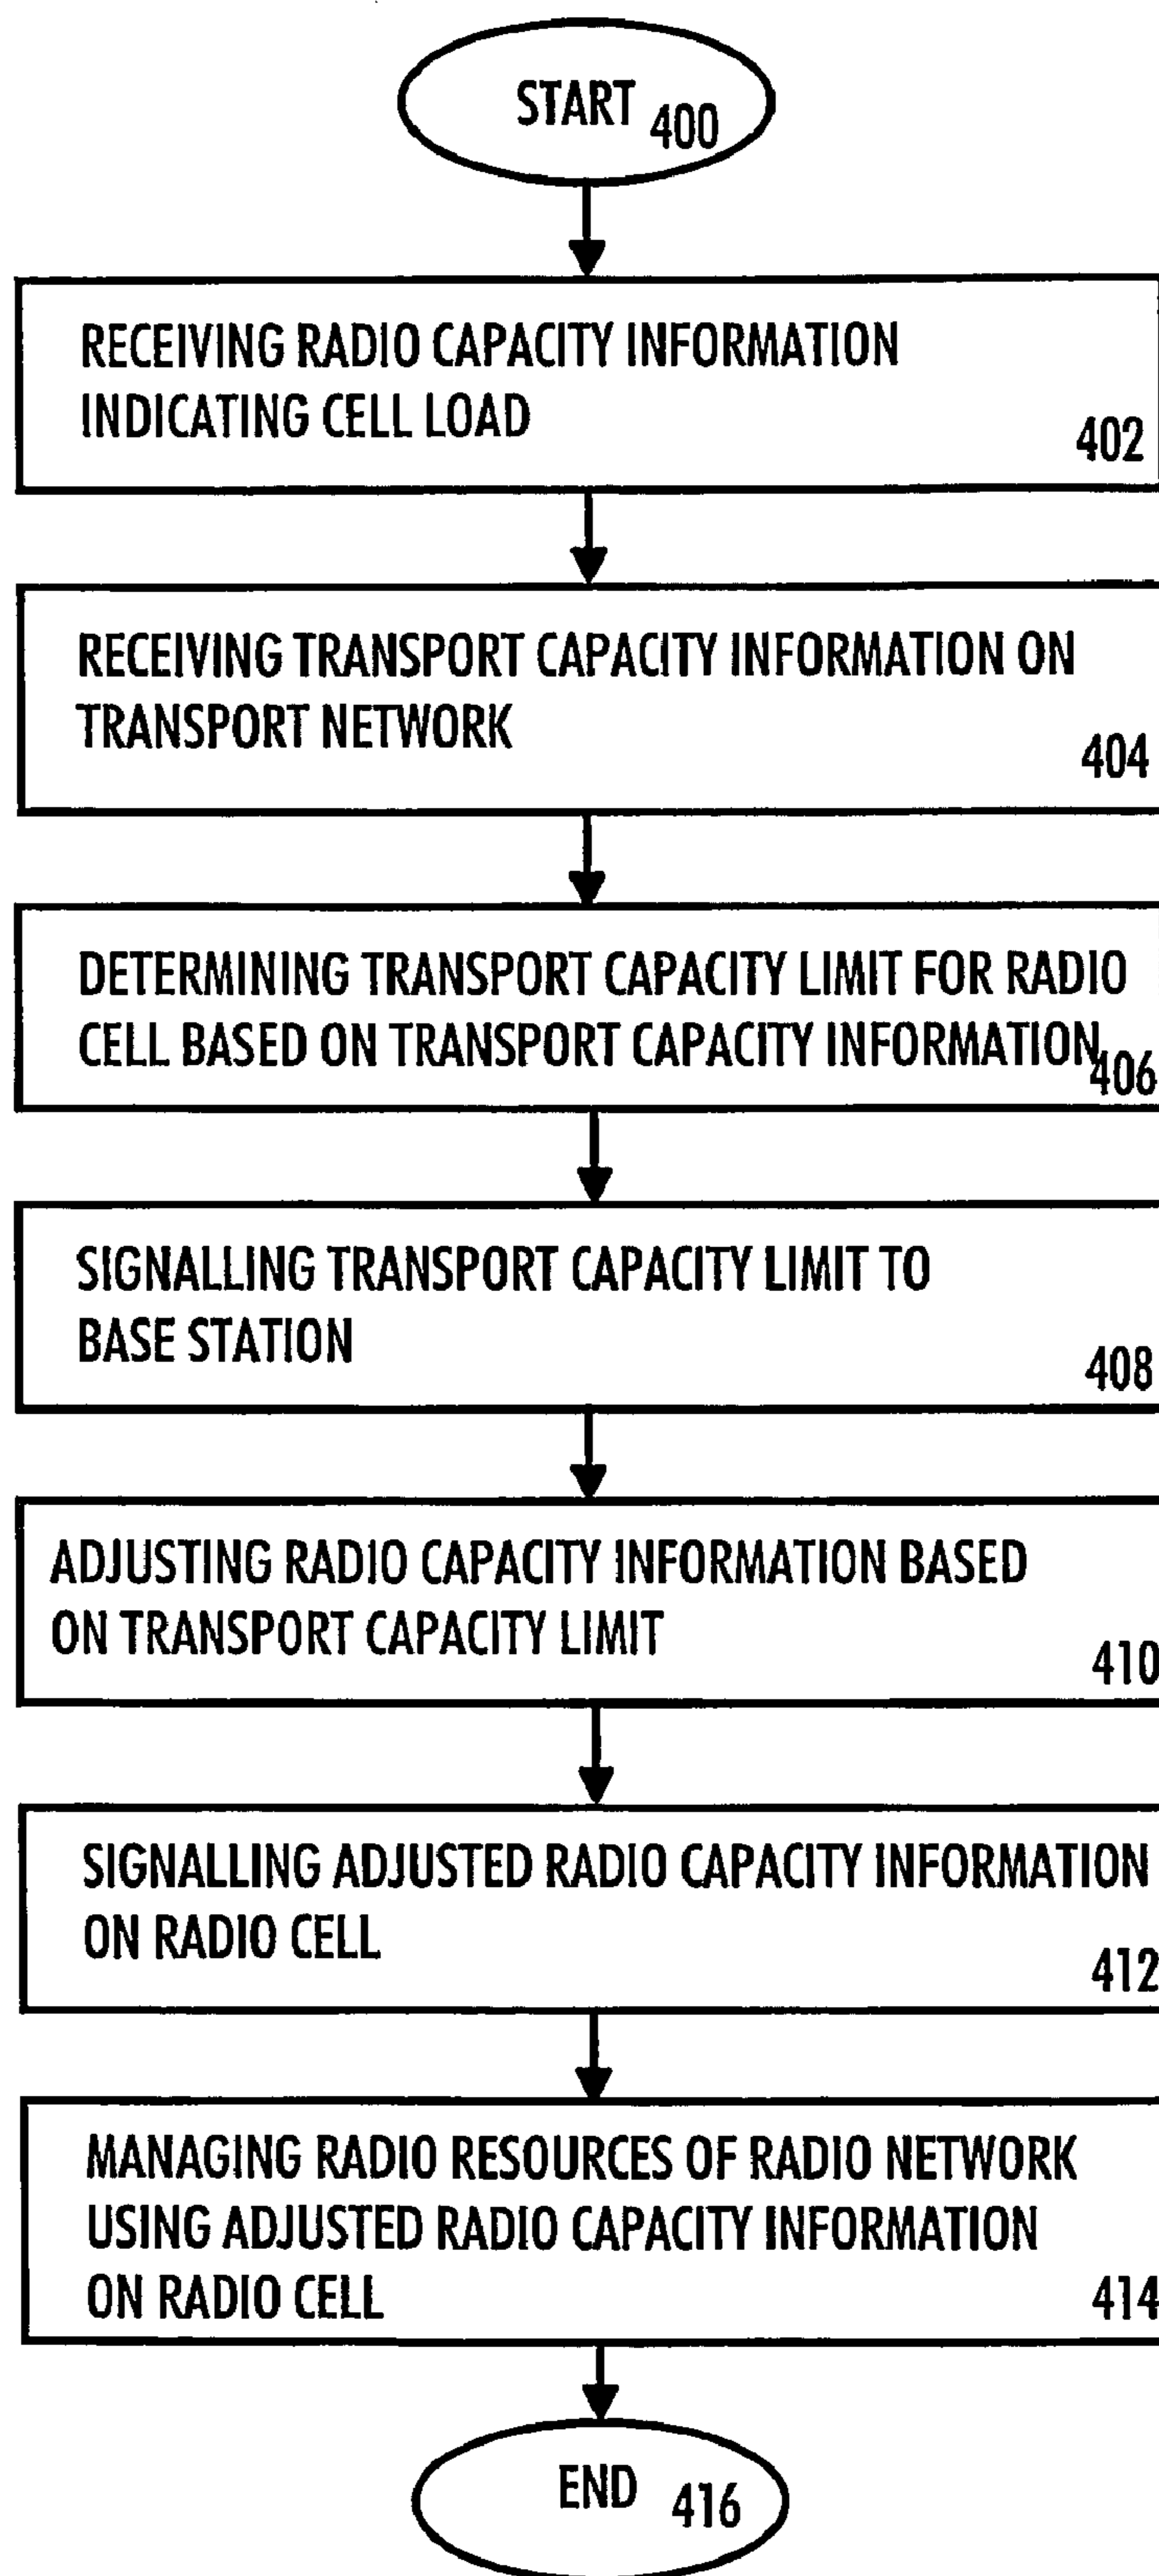 START 400
RECEIVING RADIO CAPACITY INFORMATION
INDICATING CELL LOAD
402
RECEIVING TRANSPORT CAPACITY INFORMATION ON
TRANSPORT NETWORK
404
DETERMINING TRANSPORT CAPACITY LIMIT FOR RADIO
CELL BASED ON TRANSPORT CAPACITY INFORMATION
406
SIGNALLING TRANSPORT CAPACITY LIMIT TO
BASE STATION
408
ADJUSTING RADIO CAPACITY INFORMATION BASED
ON TRANSPORT CAPACITY LIMIT
410
SIGNALLING ADJUSTED RADIO CAPACITY INFORMATION
ON RADIO CELL
412
MANAGING RADIO RESOURCES OF RADIO NETWORK
USING ADJUSTED RADIO CAPACITY INFORMATION
ON RADIO CELL
414
END 416